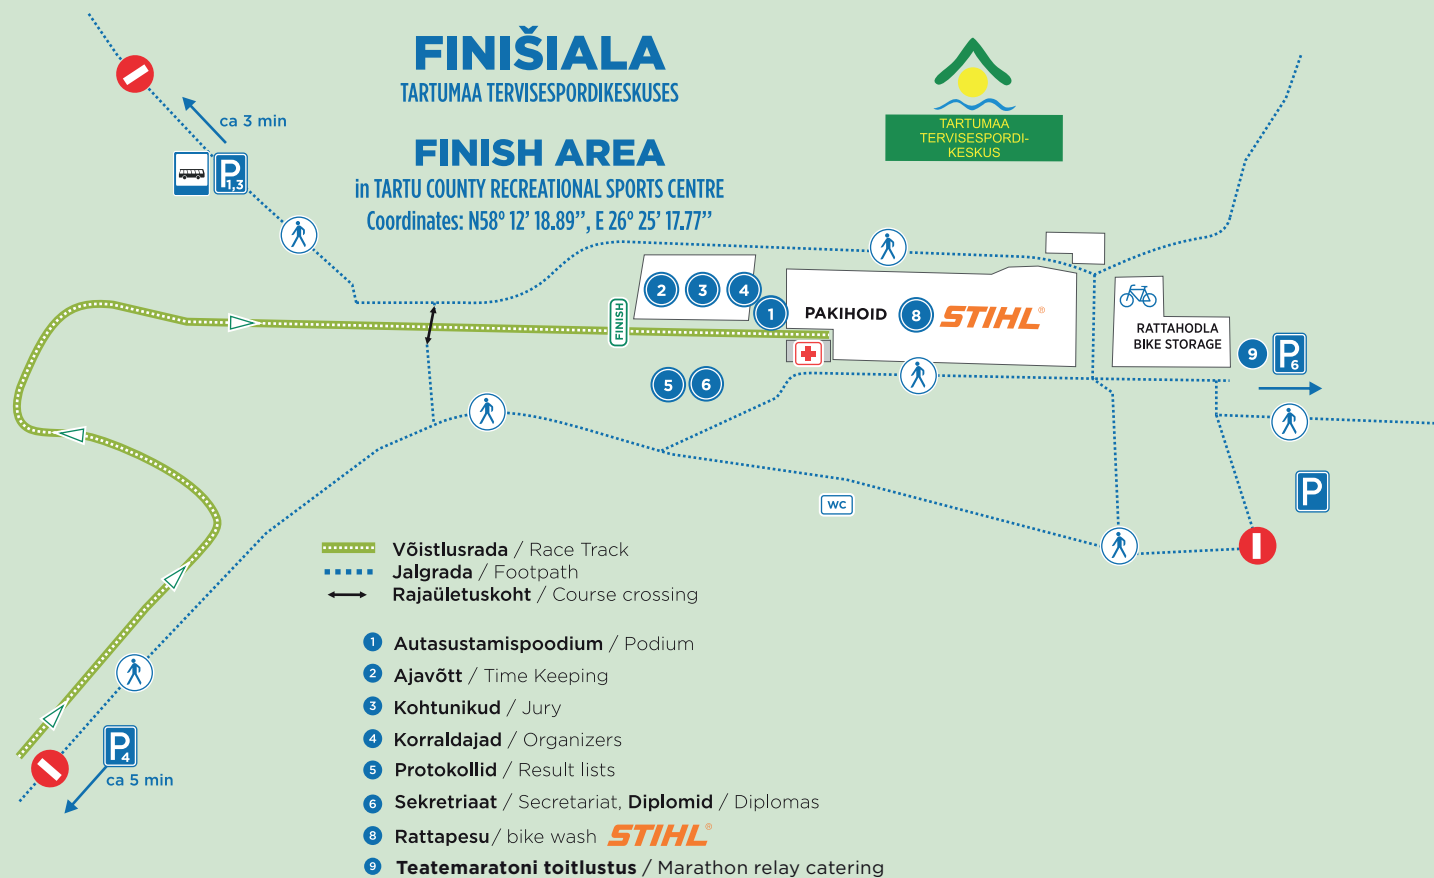 FINIŠIALA
TARTUMAA TERVISESPORDIKESKUSES
FINISH AREA
in TARTU COUNTY RECREATIONAL SPORTS CENTRE
Coordinates: N58º 12’ 18.89’’, E 26º 25’ 17.77’’
TARTUMAA
TERVISESPORDI-
KESKUS
ca 3 min
P 1,3
FINISH
2
3
4
1
PAKIHOID
8
STIHL®
RATTAHODLA
BIKE STORAGE
9
P 6
5
6
P
WC
P 4
ca 5 min
Võistlusrada / Race Track
Jalgrada / Footpath
Rajaületuskoht / Course crossing
1 Autasustamispoodium / Podium
2 Ajavõtt / Time Keeping
3 Kohtunikud / Jury
4 Korraldajad / Organizers
5 Protokollid / Result lists
6 Sekretriaat / Secretariat, Diplomid / Diplomas
8 Rattapesu / bike wash STIHL®
9 Teatemaratoni toitlustus / Marathon relay catering